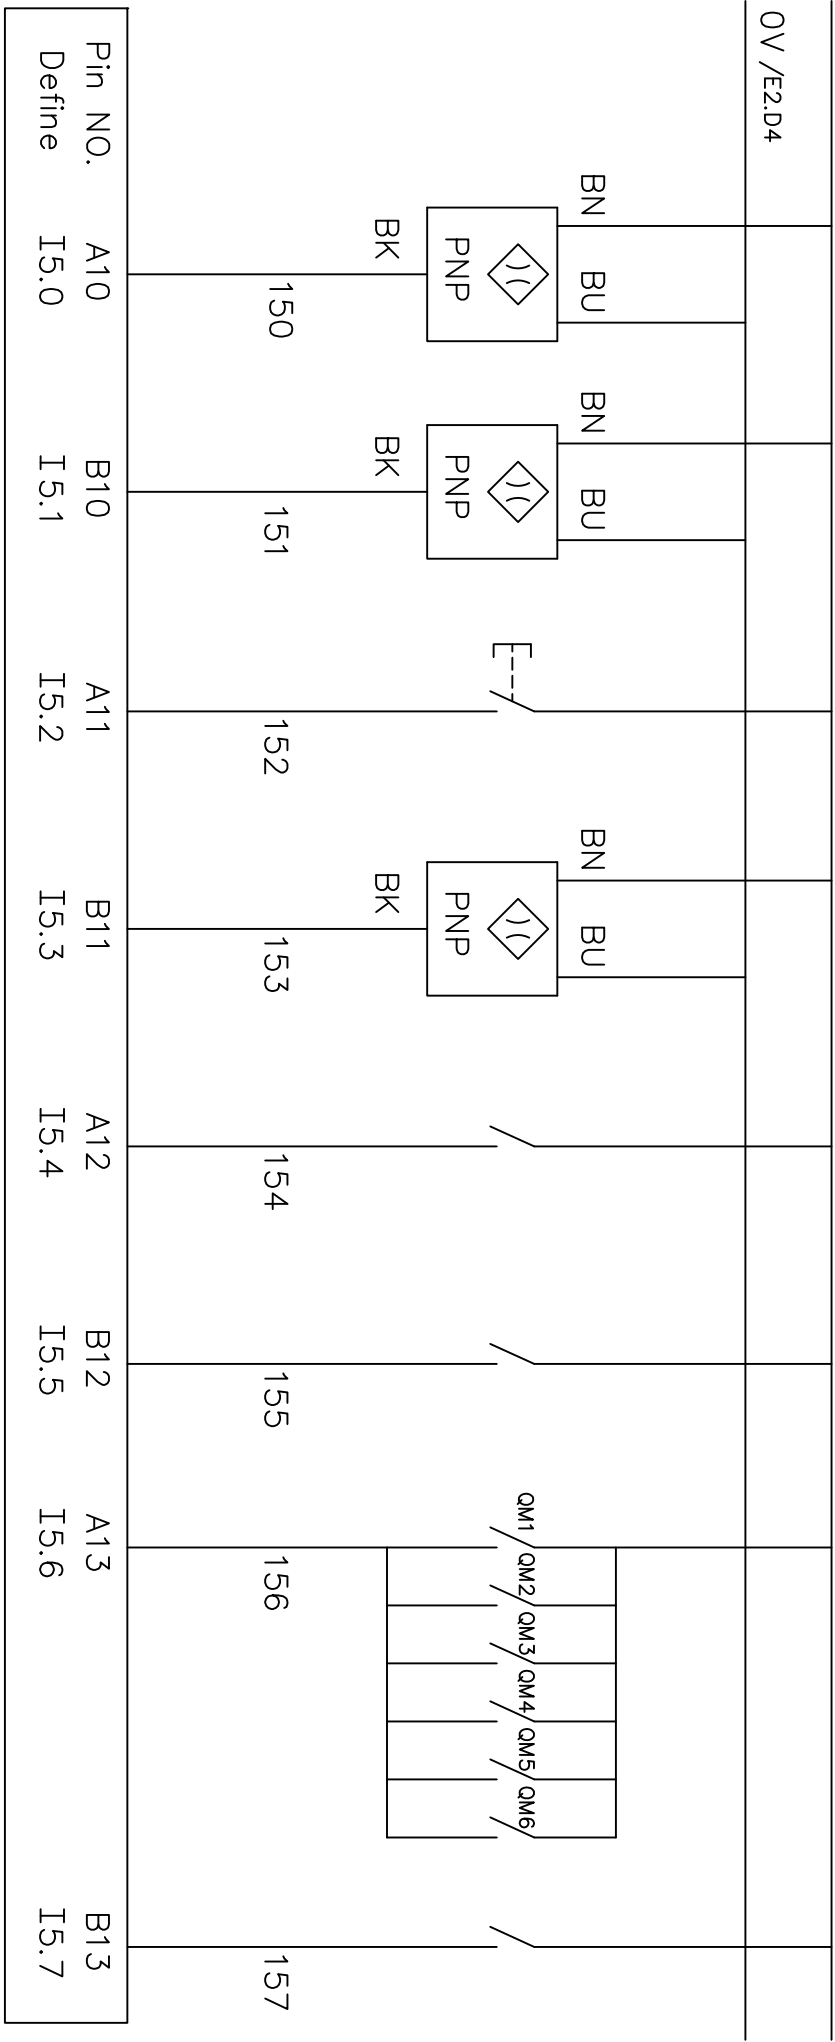 0V /E2.D4
BN BU BN BU BN BU
PNP PNP PNP
QM1 QM2 QM3 QM4 QM5 QM6
BK BK BK
150 151 152 153 154 155 156 157
Pin NO. A10 B10 A11 B11 A12 B12 A13 B13
Define I5.0 I5.1 I5.2 I5.3 I5.4 I5.5 I5.6 I5.7